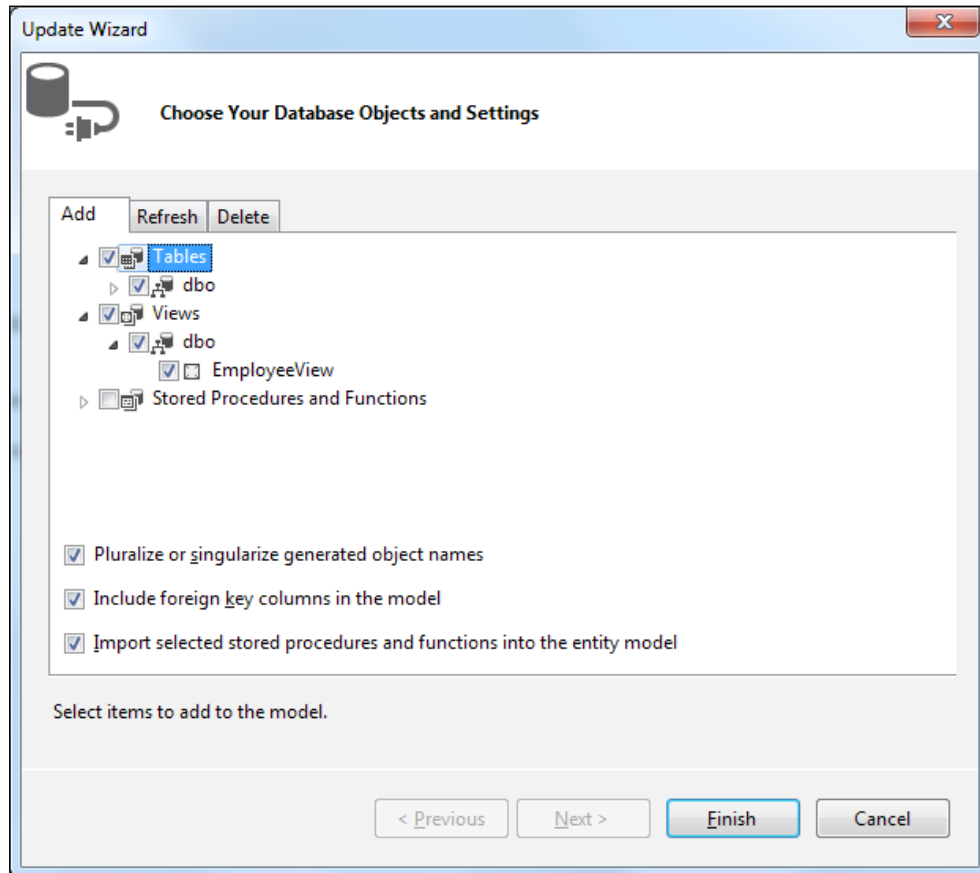 Update Wizard
Choose Your Database Objects and Settings
Add Refresh Delete
Tables
dbo
Views
dbo
EmployeeView
Stored Procedures and Functions
Pluralize or singularize generated object names
Include foreign key columns in the model
Import selected stored procedures and functions into the entity model
Select items to add to the model.
< Previous Next > Finish Cancel